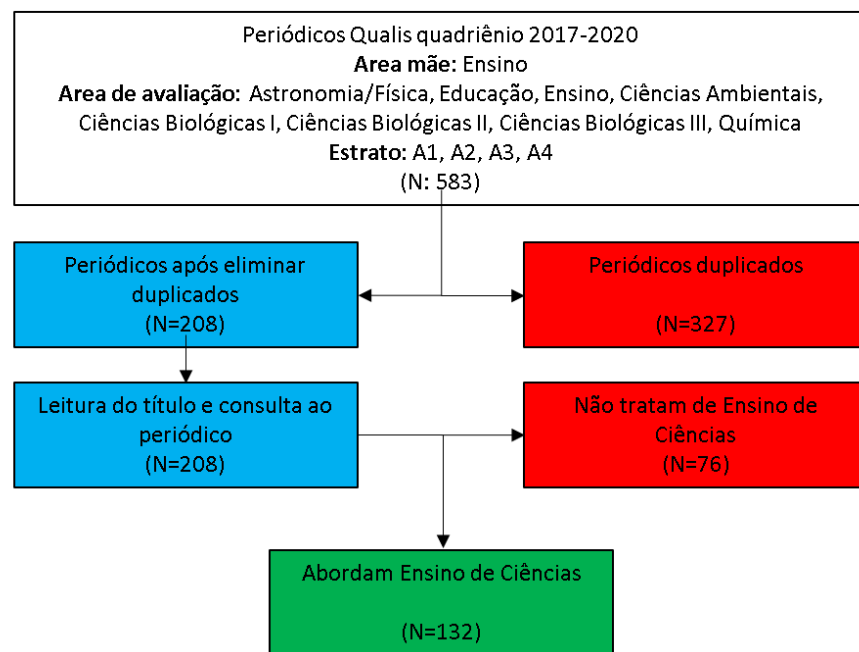 Periódicos Qualis quadriênio 2017-2020
Area mãe: Ensino
Area de avaliação: Astronomia/Física, Educação, Ensino, Ciências Ambientais,
Ciências Biológicas I, Ciências Biológicas II, Ciências Biológicas III, Química
Estrato: A1, A2, A3, A4
(N: 583)
Periódicos após eliminar
duplicados
(N=208)
Periódicos duplicados
(N=327)
Leitura do título e consulta ao
periódico
(N=208)
Não tratam de Ensino de
Ciências
(N=76)
Abordam Ensino de Ciências
(N=132)